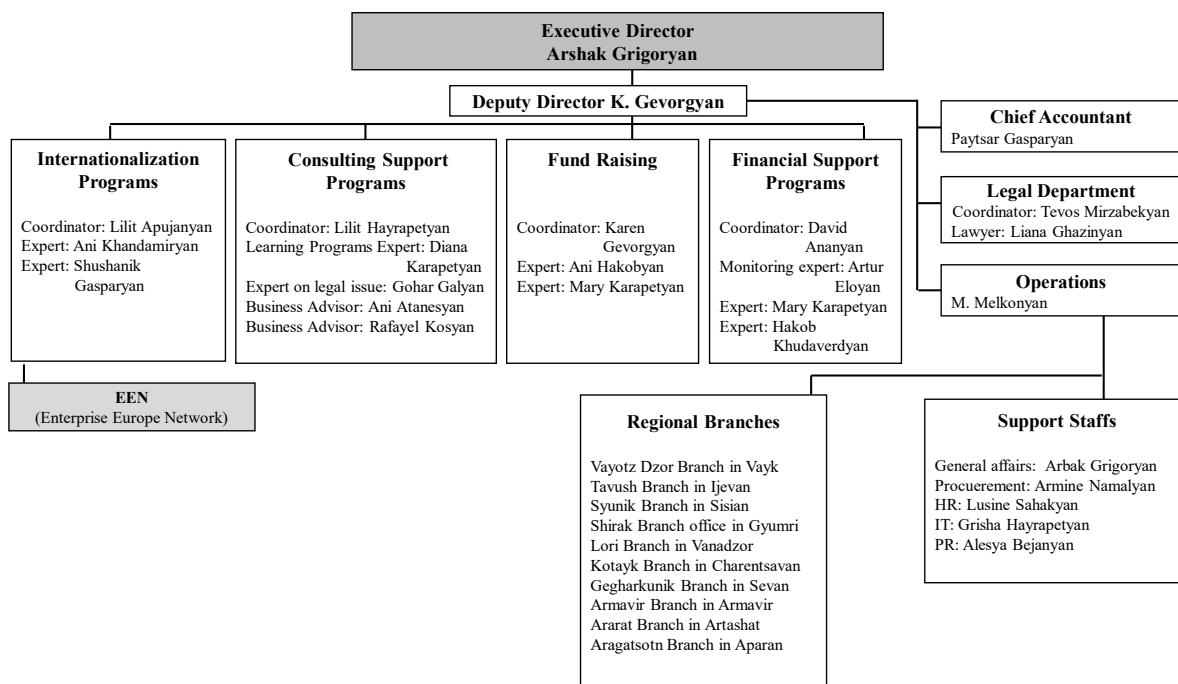 Executive Director
Arshak Grigoryan
Deputy Director K. Gevorgyan
Chief Accountant
Paytsar Gasparyan
Legal Department
Coordinator: Tevos Mirzabekyan
Lawyer: Liana Ghazinyan
Operations
M. Melkonyan
Internationalization
Programs
Coordinator: Lilit Apujanyan
Expert: Ani Khandamiryan
Expert: Shushanik
Gasparyan
Consulting Support
Programs
Coordinator: Lilit Hayrapetyan
Learning Programs Expert: Diana
Karapetyan
Expert on legal issue: Gohar Galyan
Business Advisor: Ani Atanesyan
Business Advisor: Rafayel Kosyan
Fund Raising
Coordinator: Karen
Gevorgyan
Expert: Ani Hakobyan
Expert: Mary Karapetyan
Financial Support
Programs
Coordinator: David
Ananyan
Monitoring expert: Artur
Eloyan
Expert: Mary Karapetyan
Expert: Hakob
Khudaverdyan
EEN
(Enterprise Europe Network)
Regional Branches
Vayotz Dzor Branch in Vayk
Tavush Branch in Ijevan
Syunik Branch in Sisian
Shirak Branch office in Gyumri
Lori Branch in Vanadzor
Kotayk Branch in Charentsavan
Gegharkunik Branch in Sevan
Armavir Branch in Armavir
Ararat Branch in Artashat
Aragatsotn Branch in Aparan
Support Staffs
General affairs: Arbak Grigoryan
Procuerement: Armine Namalyan
HR: Lusine Sahakyan
IT: Grisha Hayrapetyan
PR: Alesya Bejanyan